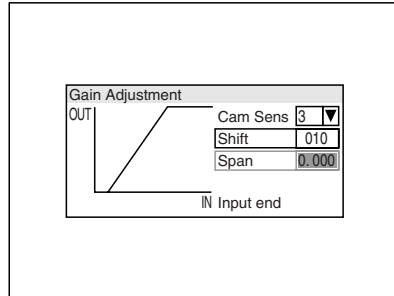 Gain Adjustment
OUT
Cam Sens 3 ▼
Shift 010
Span 0.000
IN Input end